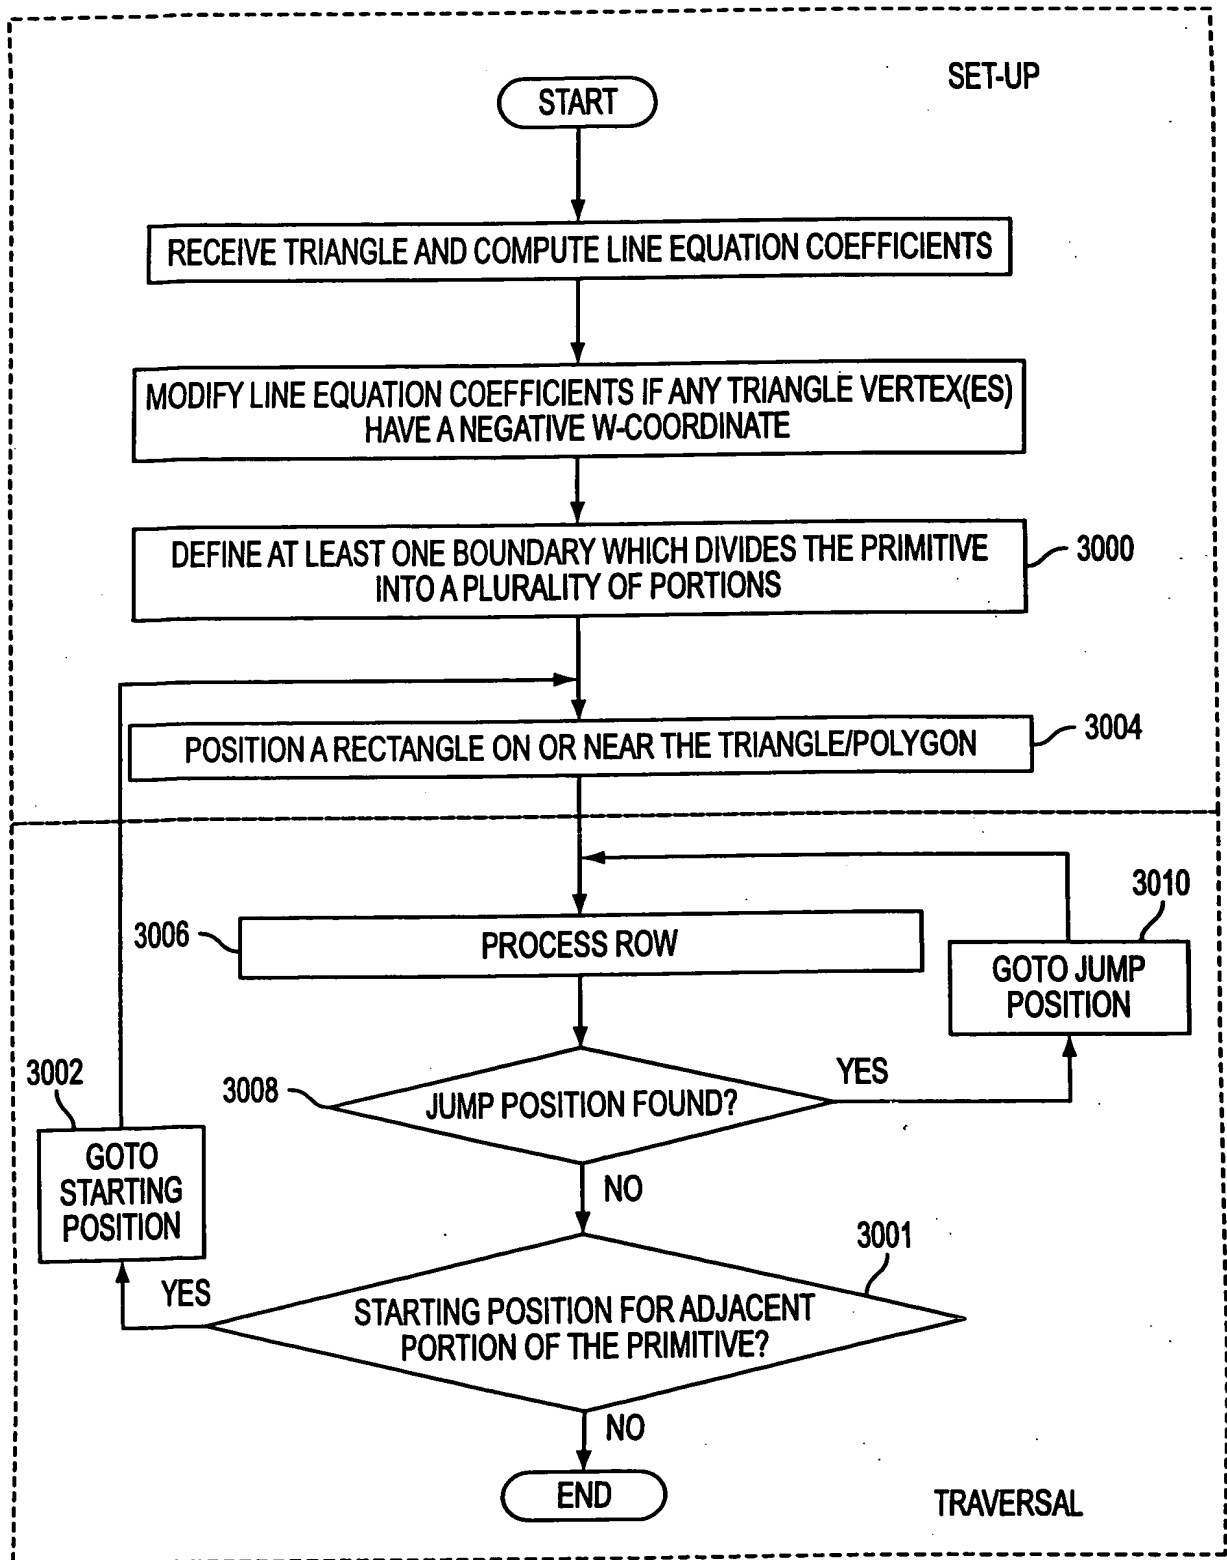 SET-UP
START
RECEIVE TRIANGLE AND COMPUTE LINE EQUATION COEFFICIENTS
MODIFY LINE EQUATION COEFFICIENTS IF ANY TRIANGLE VERTEX(ES)
HAVE A NEGATIVE W-COORDINATE
DEFINE AT LEAST ONE BOUNDARY WHICH DIVIDES THE PRIMITIVE
INTO A PLURALITY OF PORTIONS
3000
POSITION A RECTANGLE ON OR NEAR THE TRIANGLE/POLYGON
3004
3006
PROCESS ROW
3010
GOTO JUMP
POSITION
3008
JUMP POSITION FOUND?
YES
NO
3002
GOTO
STARTING
POSITION
YES
3001
STARTING POSITION FOR ADJACENT
PORTION OF THE PRIMITIVE?
NO
END
TRAVERSAL